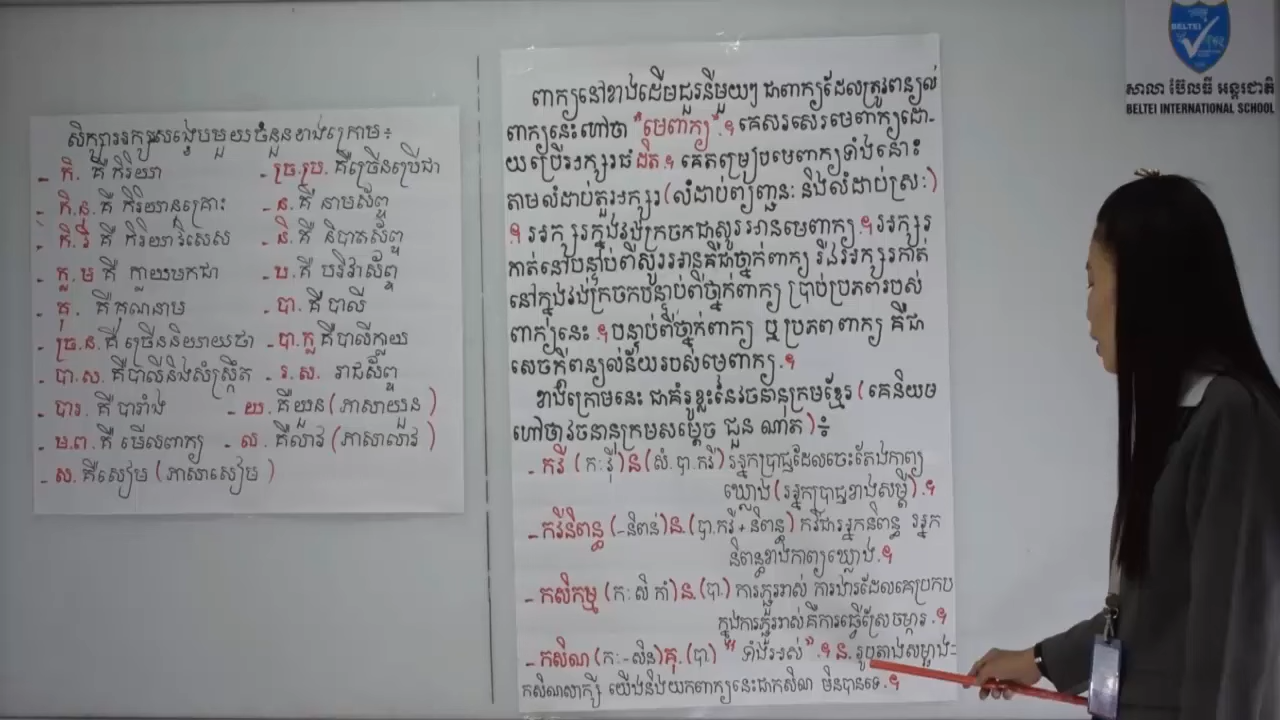 សិក្សាអក្សរសង្ខេបមួយចំនួនខាងក្រោម៖
- កិ. គឺ កិរិយា
- ច្រ.ប្រ. គឺច្រើនប្រើជា
- កិ.ន. គឺ កិរិយានុគ្រោះ
- ន. គឺ នាមស័ព្ទ
- កិ.វិ គឺ កិរិយាវិសេស
- និ. គឺ និបាតស័ព្ទ
- ក្ល.ម គឺ ក្លាយមកជា
- ប. គឺ បរិវាស័ព្ទ
- គុ. គឺ គុណនាម
- បា. គឺ បាលី
- ច្រ.ន. គឺ ច្រើននិយាយថា
- បា.ក្ល. គឺបាលីក្លាយ
- បា.ស. គឺបាលីនិងសំស្ក្រឹត
- រ.ស. រាជស័ព្ទ
- បារ. គឺ បារាំង
- យ. គឺយួន (ភាសាយួន)
- ម.ព. គឺ មើលពាក្យ
- ល. គឺលាវ (ភាសាលាវ)
- ស. គឺសៀម (ភាសាសៀម)
ពាក្យនៅខាងដើមជួរនីមួយៗ ជាពាក្យដែលត្រូវពន្យល់
ពាក្យនេះហៅថា "មេពាក្យ"។ គេសរសេរមេពាក្យដោ-
យប្រើអក្សរធំ ដិត។ គេតម្រៀបមេពាក្យទាំងនោះ
តាមលំដាប់តួអក្សរ (លំដាប់ព្យញ្ជនៈ និងលំដាប់ស្រៈ)
។ អក្សរក្នុងវង់ក្រចកជាសូរអានមេពាក្យ។ អក្សរ
កាត់នៅបន្ទាប់ពីសូរអានគឺជាថ្នាក់ពាក្យ រីឯអក្សរកាត់
នៅក្នុងវង់ក្រចកបន្ទាប់ពីថ្នាក់ពាក្យ ប្រាប់ប្រភពរបស់
ពាក្យនេះ។ បន្ទាប់ពីថ្នាក់ពាក្យ ឬប្រភពពាក្យ គឺជា
សេចក្ដីពន្យល់ន័យរបស់មេពាក្យ។
ខាងក្រោមនេះ ជាគំរូខ្លះនៃវចនានុក្រមខ្មែរ (គេនិយម
ហៅថាវចនានុក្រមសម្ដេច ជួន ណាត)៖
- កវី (កៈវ៉ី) ន (សំ.បា.កវិ) អ្នកប្រាជ្ញដែលចេះតែងកាព្យ
ឃ្លោង (អ្នកប្រាជ្ញខាងសម្ដី)។
- កវីនិពន្ធ (-និពន់) ន. (បា.កវី+និពន្ធ) កវីជាអ្នកនិពន្ធ អ្នក
និពន្ធខាងកាព្យឃ្លោង។
- កសិកម្ម (កៈសិកាំ) ន. (បា.) ការភ្ជួររាស់ ការងារដែលគេប្រកប
ក្នុងការភ្ជួររាស់គឺការធ្វើស្រែចម្ការ។
- កសិណ (កៈ-សិន) គុ. (បា) "ទាំងអស់"។ ន. រូបតាងសម្លាង:
កសិណសាក្សី យើងនឹងយកពាក្យនេះជាកសិណ មិនបានទេ។
BELTEI
សាលា ប៊ែលធី អន្តរជាតិ
BELTEI INTERNATIONAL SCHOOL